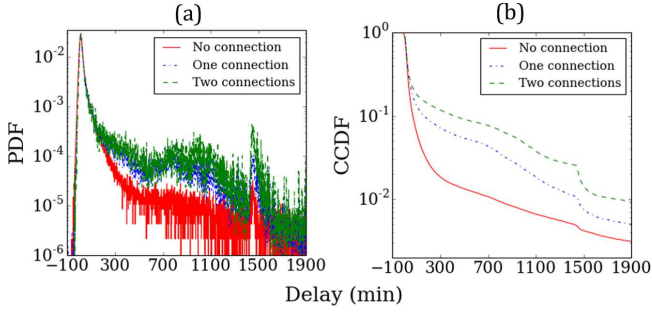 (a)
PDF
10^-2
10^-3
10^-4
10^-5
10^-6
No connection
One connection
Two connections
-100 300 700 1100 1500 1900
(b)
CCDF
10^0
10^-1
10^-2
No connection
One connection
Two connections
−100 300 700 1100 1500 1900
Delay (min)